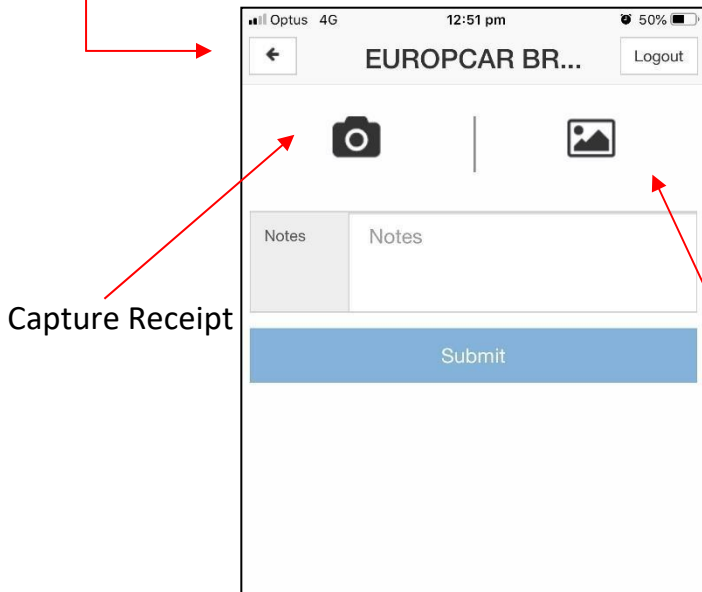 Optus 4G 12:51 pm 50%
EUROPCAR BR... Logout
Notes Notes
Capture Receipt
Submit